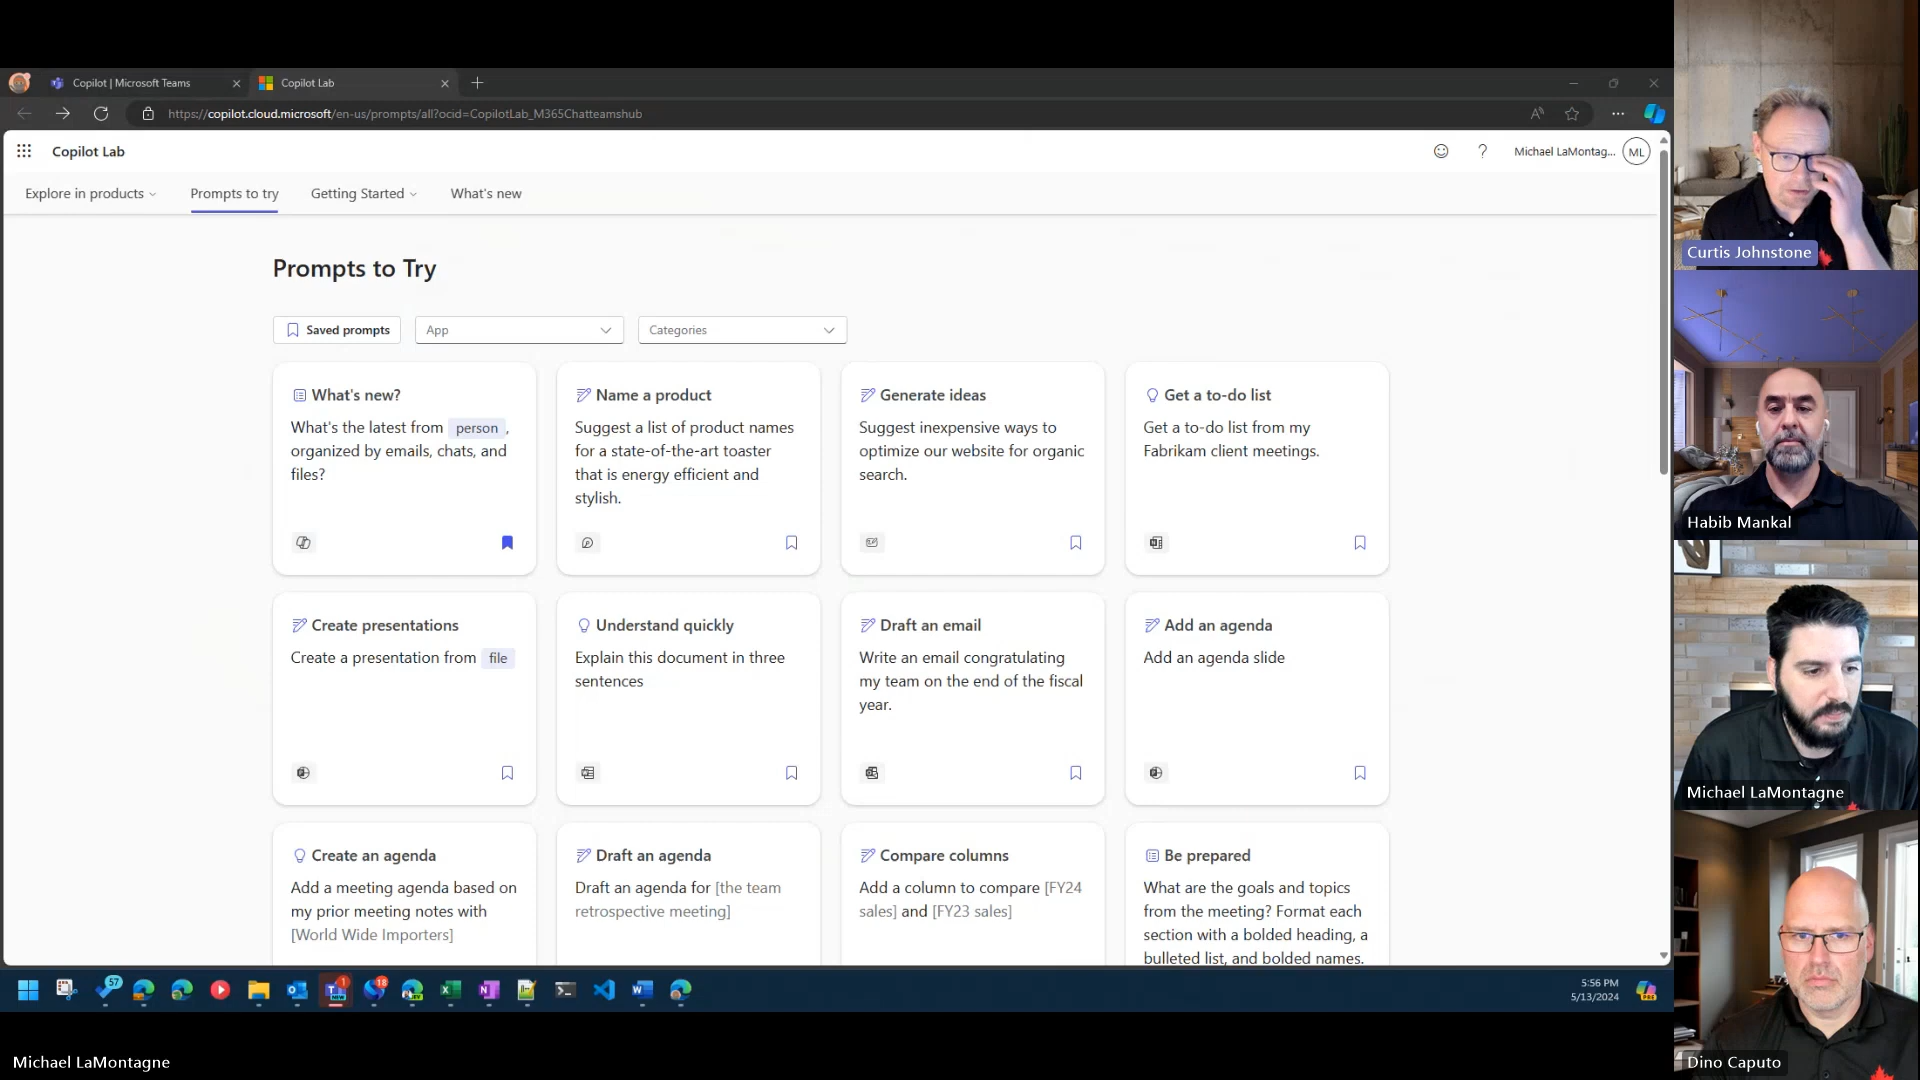 Copilot | Microsoft Teams
Copilot Lab
https://copilot.cloud.microsoft/en-us/prompts/all?ocid=CopilotLab_M365Chatteamshub
Copilot Lab
Michael LaMontag...
ML
Explore in products
Prompts to try
Getting Started
What's new
Prompts to Try
Saved prompts
App
Categories
What's new?
What's the latest from person,
organized by emails, chats, and
files?
Name a product
Suggest a list of product names
for a state-of-the-art toaster
that is energy efficient and
stylish.
Generate ideas
Suggest inexpensive ways to
optimize our website for organic
search.
Get a to-do list
Get a to-do list from my
Fabrikam client meetings.
Create presentations
Create a presentation from file
Understand quickly
Explain this document in three
sentences
Draft an email
Write an email congratulating
my team on the end of the fiscal
year.
Add an agenda
Add an agenda slide
Create an agenda
Add a meeting agenda based on
my prior meeting notes with
[World Wide Importers]
Draft an agenda
Draft an agenda for [the team
retrospective meeting]
Compare columns
Add a column to compare [FY24
sales] and [FY23 sales]
Be prepared
What are the goals and topics
from the meeting? Format each
section with a bolded heading, a
bulleted list, and bolded names.
57
1
18
5:56 PM
5/13/2024
Michael LaMontagne
Curtis Johnstone
Habib Mankal
Michael LaMontagne
Dino Caputo